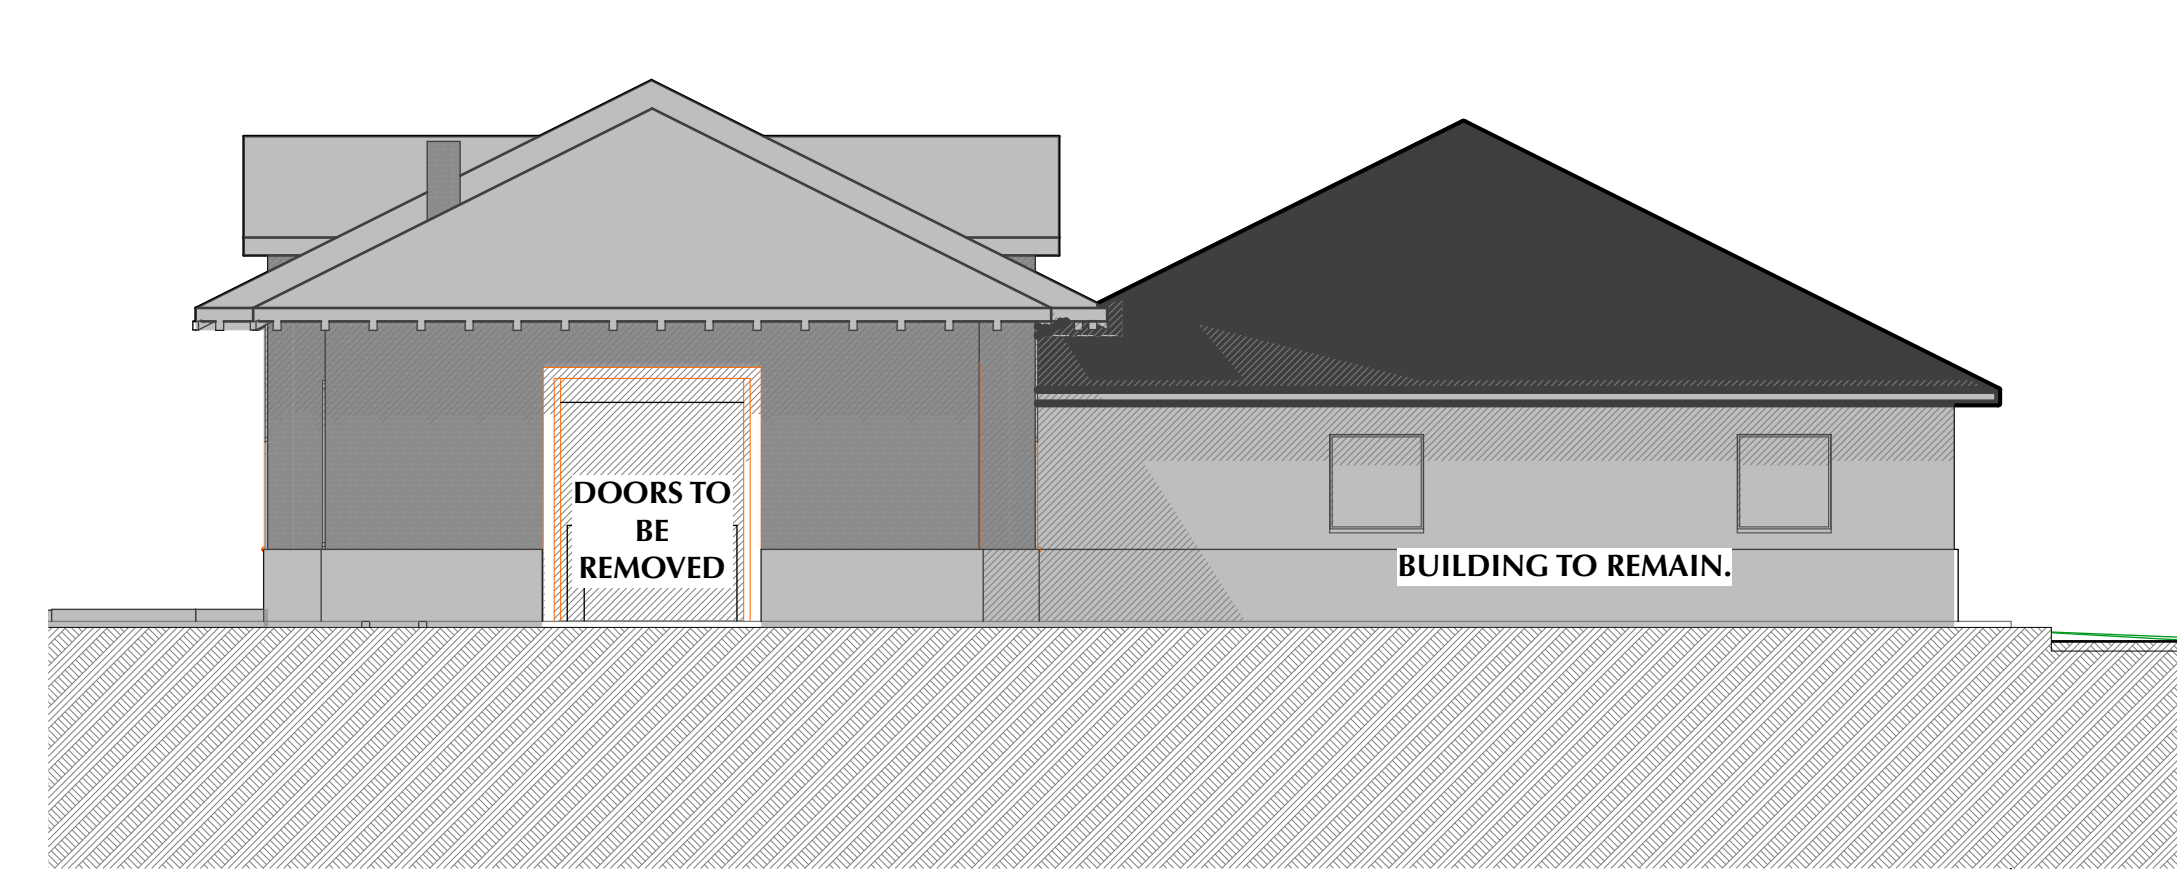 DOORS TO
BE
REMOVED
BUILDING TO REMAIN.